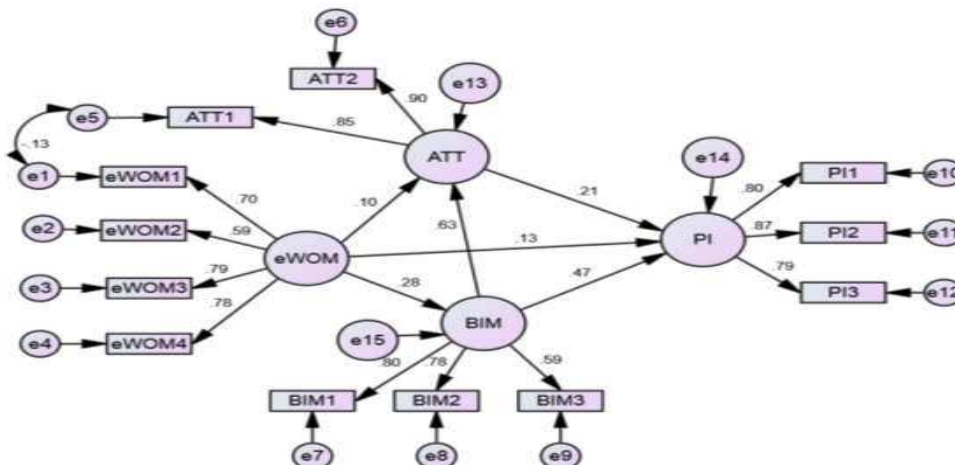 e6
ATT2
e13
.90
e5
ATT1
.85
-.13
ATT
e14
e1
eWOM1
.70
.10
.21
.80
PI1
e10
e2
eWOM2
.59
.63
PI
.87
PI2
e11
eWOM
.13
e3
eWOM3
.79
.28
.47
.79
PI3
e12
.78
BIM
e4
eWOM4
e15
.80
.78
.59
BIM1
BIM2
BIM3
e7
e8
e9